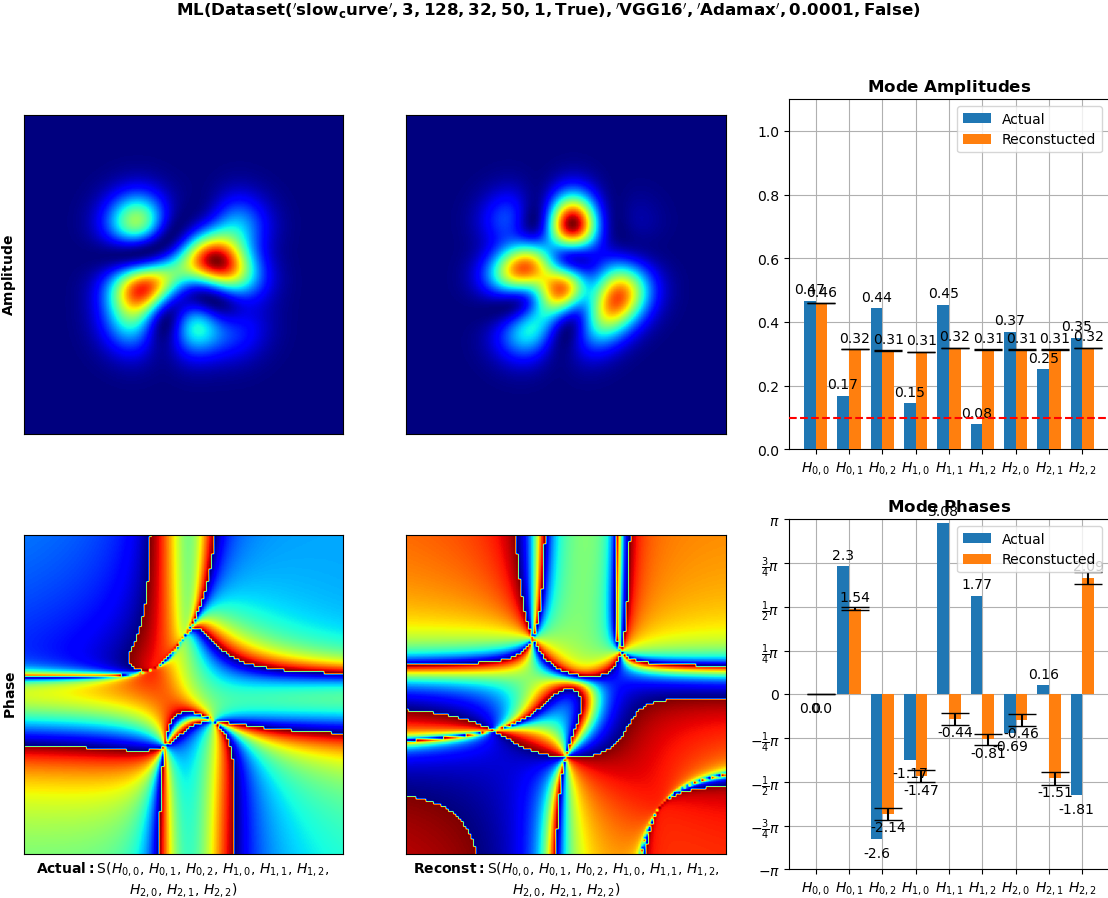 ML(Dataset('slow_curve', 3, 128, 32, 50, 1, True), 'VGG16', 'Adamax', 0.0001, False)
Amplitude
Mode Amplitudes
Actual
Reconstucted
1.0
0.8
0.6
0.4
0.2
0.0
0.47 0.46 0.17 0.32 0.44 0.31 0.15 0.31 0.45 0.32 0.08 0.31 0.37 0.31 0.25 0.31 0.35 0.32
H0,0 H0,1 H0,2 H1,0 H1,1 H1,2 H2,0 H2,1 H2,2
Phase
Actual: S(H0,0, H0,1, H0,2, H1,0, H1,1, H1,2,
H2,0, H2,1, H2,2)
Reconst: S(H0,0, H0,1, H0,2, H1,0, H1,1, H1,2,
H2,0, H2,1, H2,2)
Mode Phases
Actual
Reconstucted
π
3/4π
1/2π
1/4π
0
−1/4π
−1/2π
−3/4π
−π
0.0 0.0 2.3 1.54 -2.6 -2.14 -1.17 -1.47 3.08 -0.44 1.77 -0.81 -0.69 -0.46 0.16 -1.51 -1.81
H0,0 H0,1 H0,2 H1,0 H1,1 H1,2 H2,0 H2,1 H2,2